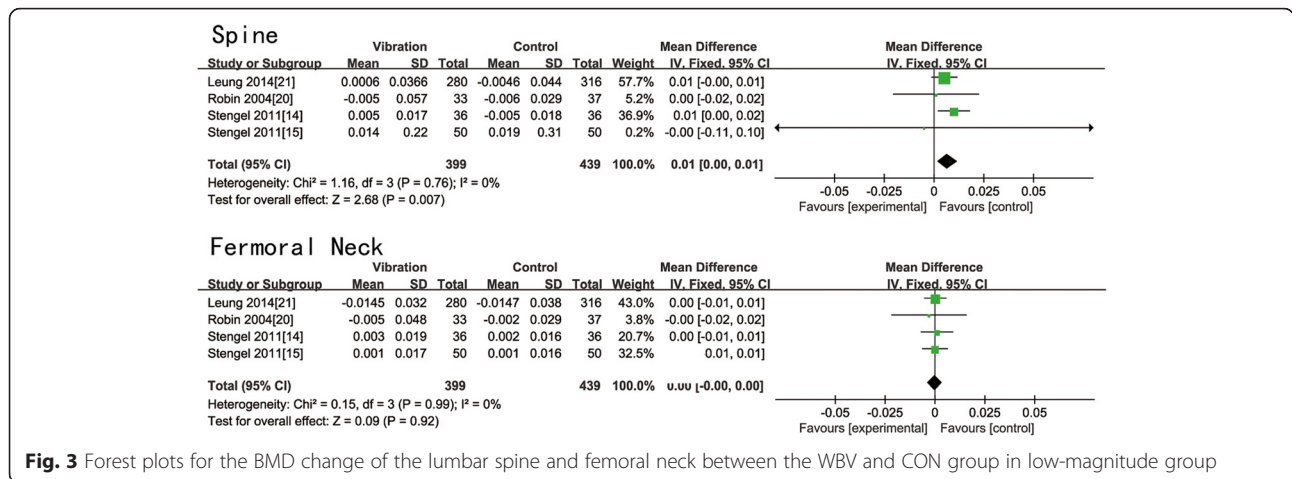 Spine
Vibration Control Mean Difference Mean Difference
Study or Subgroup Mean SD Total Mean SD Total Weight IV, Fixed, 95% CI IV, Fixed, 95% CI
Leung 2014[21] 0.0006 0.0366 280 -0.0046 0.044 316 57.7% 0.01 [-0.00, 0.01]
Robin 2004[20] -0.005 0.057 33 -0.006 0.029 37 5.2% 0.00 [-0.02, 0.02]
Stengel 2011[14] 0.005 0.017 36 -0.005 0.018 36 36.9% 0.01 [0.00, 0.02]
Stengel 2011[15] 0.014 0.22 50 0.019 0.31 50 0.2% -0.00 [-0.11, 0.10]
Total (95% CI) 399 439 100.0% 0.01 [0.00, 0.01]
Heterogeneity: Chi² = 1.16, df = 3 (P = 0.76); I² = 0%
Test for overall effect: Z = 2.68 (P = 0.007)
-0.05 -0.025 0 0.025 0.05
Favours [experimental] Favours [control]
Fermoral Neck
Vibration Control Mean Difference Mean Difference
Study or Subgroup Mean SD Total Mean SD Total Weight IV, Fixed, 95% CI IV, Fixed, 95% CI
Leung 2014[21] -0.0145 0.032 280 -0.0147 0.038 316 43.0% 0.00 [-0.01, 0.01]
Robin 2004[20] -0.005 0.048 33 -0.002 0.029 37 3.8% -0.00 [-0.02, 0.02]
Stengel 2011[14] 0.003 0.019 36 0.002 0.016 36 20.7% 0.00 [-0.01, 0.01]
Stengel 2011[15] 0.001 0.017 50 0.001 0.016 50 32.5% 0.01, 0.01]
Total (95% CI) 399 439 100.0% 0.00 [-0.00, 0.00]
Heterogeneity: Chi² = 0.15, df = 3 (P = 0.99); I² = 0%
Test for overall effect: Z = 0.09 (P = 0.92)
-0.05 -0.025 0 0.025 0.05
Favours [experimental] Favours [control]
Fig. 3 Forest plots for the BMD change of the lumbar spine and femoral neck between the WBV and CON group in low-magnitude group